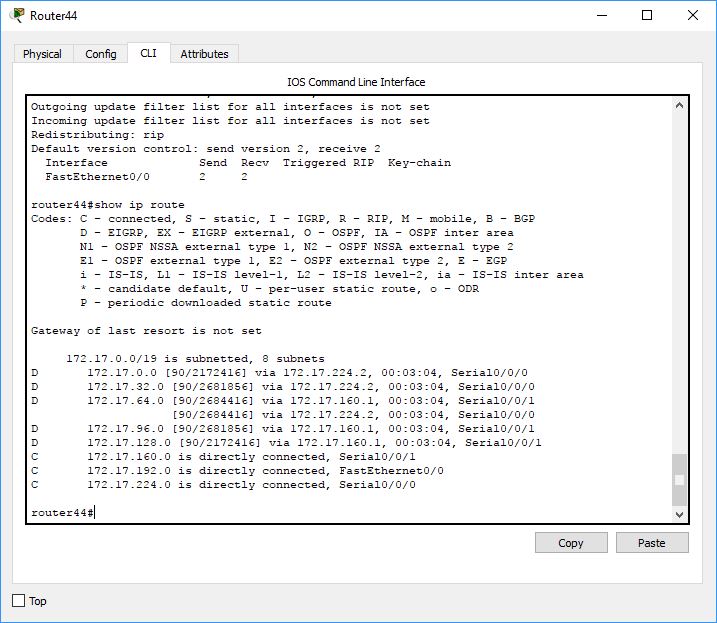 Router44
Physical Config CLI Attributes
IOS Command Line Interface
Outgoing update filter list for all interfaces is not set
Incoming update filter list for all interfaces is not set
Redistributing: rip
Default version control: send version 2, receive 2
  Interface             Send  Recv  Triggered RIP  Key-chain
  FastEthernet0/0       2     2
router44#show ip route
Codes: C - connected, S - static, I - IGRP, R - RIP, M - mobile, B - BGP
       D - EIGRP, EX - EIGRP external, O - OSPF, IA - OSPF inter area
       N1 - OSPF NSSA external type 1, N2 - OSPF NSSA external type 2
       E1 - OSPF external type 1, E2 - OSPF external type 2, E - EGP
       i - IS-IS, L1 - IS-IS level-1, L2 - IS-IS level-2, ia - IS-IS inter area
       * - candidate default, U - per-user static route, o - ODR
       P - periodic downloaded static route
Gateway of last resort is not set
     172.17.0.0/19 is subnetted, 8 subnets
D       172.17.0.0 [90/2172416] via 172.17.224.2, 00:03:04, Serial0/0/0
D       172.17.32.0 [90/2681856] via 172.17.224.2, 00:03:04, Serial0/0/0
D       172.17.64.0 [90/2684416] via 172.17.160.1, 00:03:04, Serial0/0/1
                    [90/2684416] via 172.17.224.2, 00:03:04, Serial0/0/0
D       172.17.96.0 [90/2681856] via 172.17.160.1, 00:03:04, Serial0/0/1
D       172.17.128.0 [90/2172416] via 172.17.160.1, 00:03:04, Serial0/0/1
C       172.17.160.0 is directly connected, Serial0/0/1
C       172.17.192.0 is directly connected, FastEthernet0/0
C       172.17.224.0 is directly connected, Serial0/0/0
router44#
Copy Paste
Top